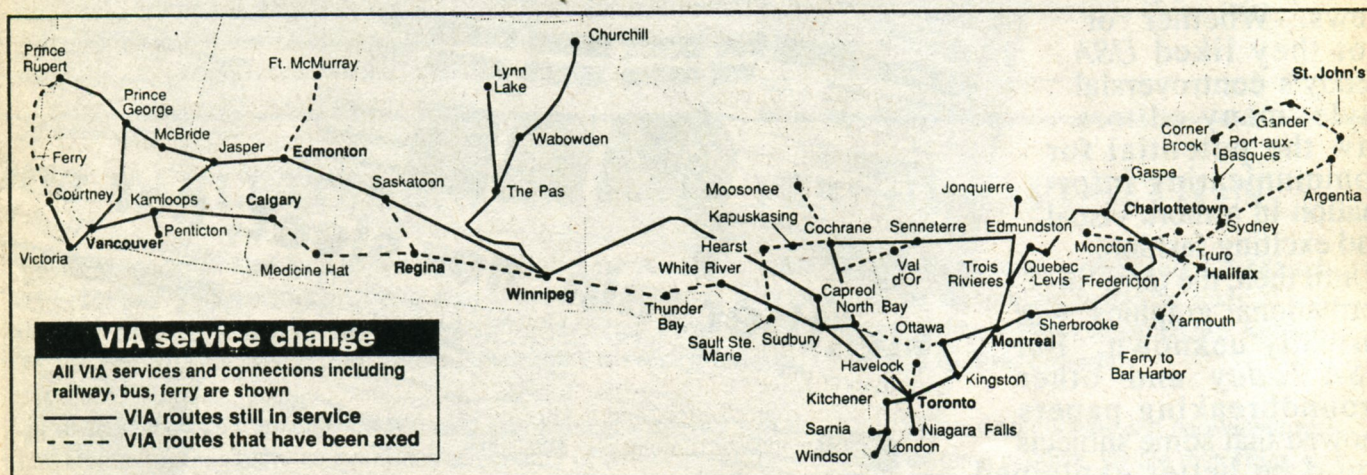 Prince
Rupert
Prince
George
McBride
Jasper
Ft. McMurray
Edmonton
Ferry
Courtney
Kamloops
Calgary
Saskatoon
Vancouver
Penticton
Victoria
Medicine Hat
Regina
Winnipeg
Churchill
Lynn
Lake
Wabowden
The Pas
Thunder
Bay
White River
Moosonee
Kapuskasing
Hearst
Cochrane
Senneterre
Val
d'Or
Jonquierre
Edmundston
Trois
Rivieres
Quebec
Levis
Capreol
North Bay
Sault Ste.
Marie
Sudbury
Ottawa
Montreal
Sherbrooke
Havelock
Kingston
Kitchener
Toronto
Sarnia
London
Windsor
Niagara Falls
St. John's
Gander
Corner
Brook
Port-aux-
Basques
Gaspe
Argentia
Charlottetown
Sydney
Moncton
Truro
Fredericton
Halifax
Yarmouth
Ferry to
Bar Harbor
VIA service change
All VIA services and connections including
railway, bus, ferry are shown
VIA routes still in service
VIA routes that have been axed